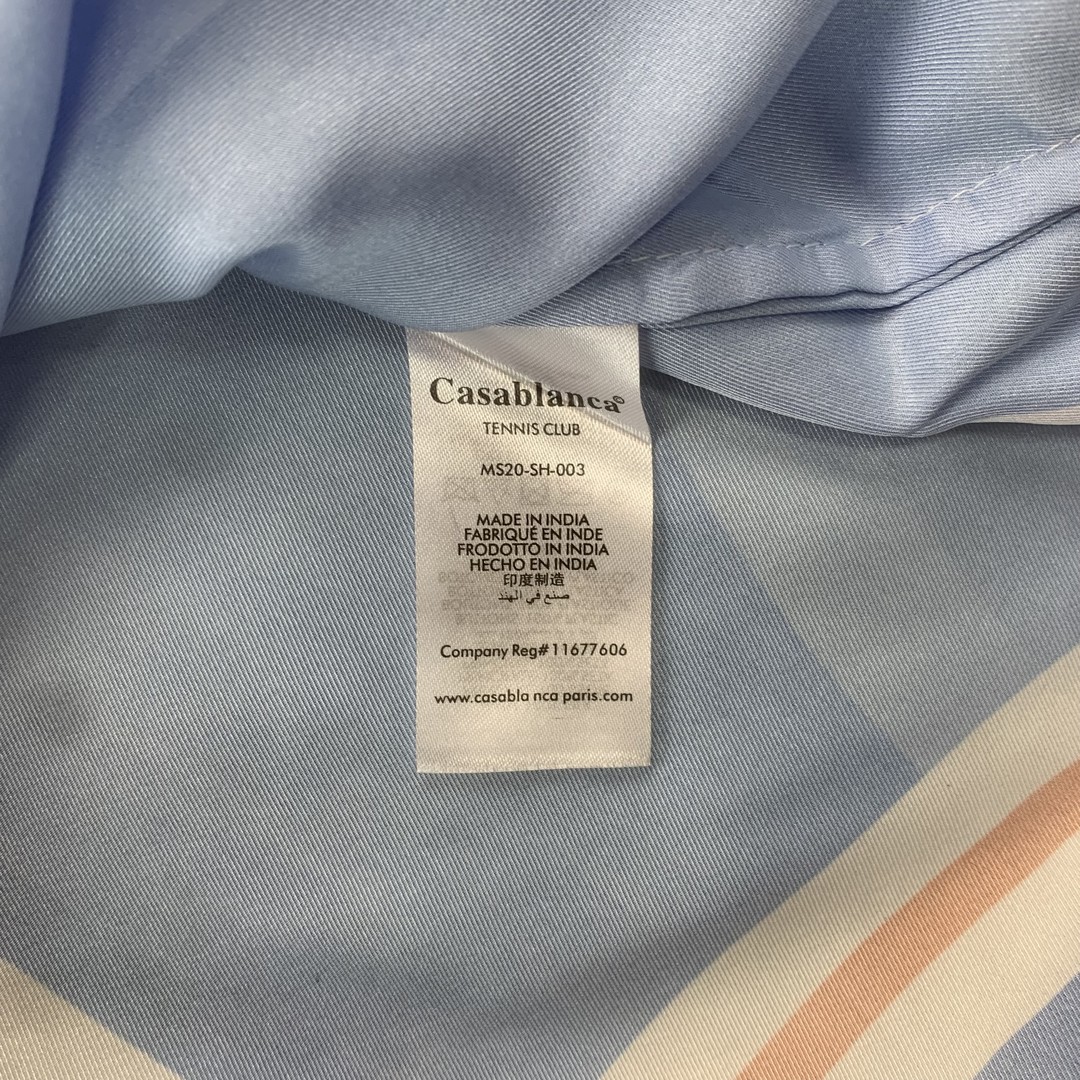 Casablanca®
TENNIS CLUB
MS20-SH-003
MADE IN INDIA
FABRIQUÉ EN INDE
FRODOTTO IN INDIA
HECHO EN INDIA
印度制造
صنع في الهند
Company Reg#11677606
www.casabla nca paris.com